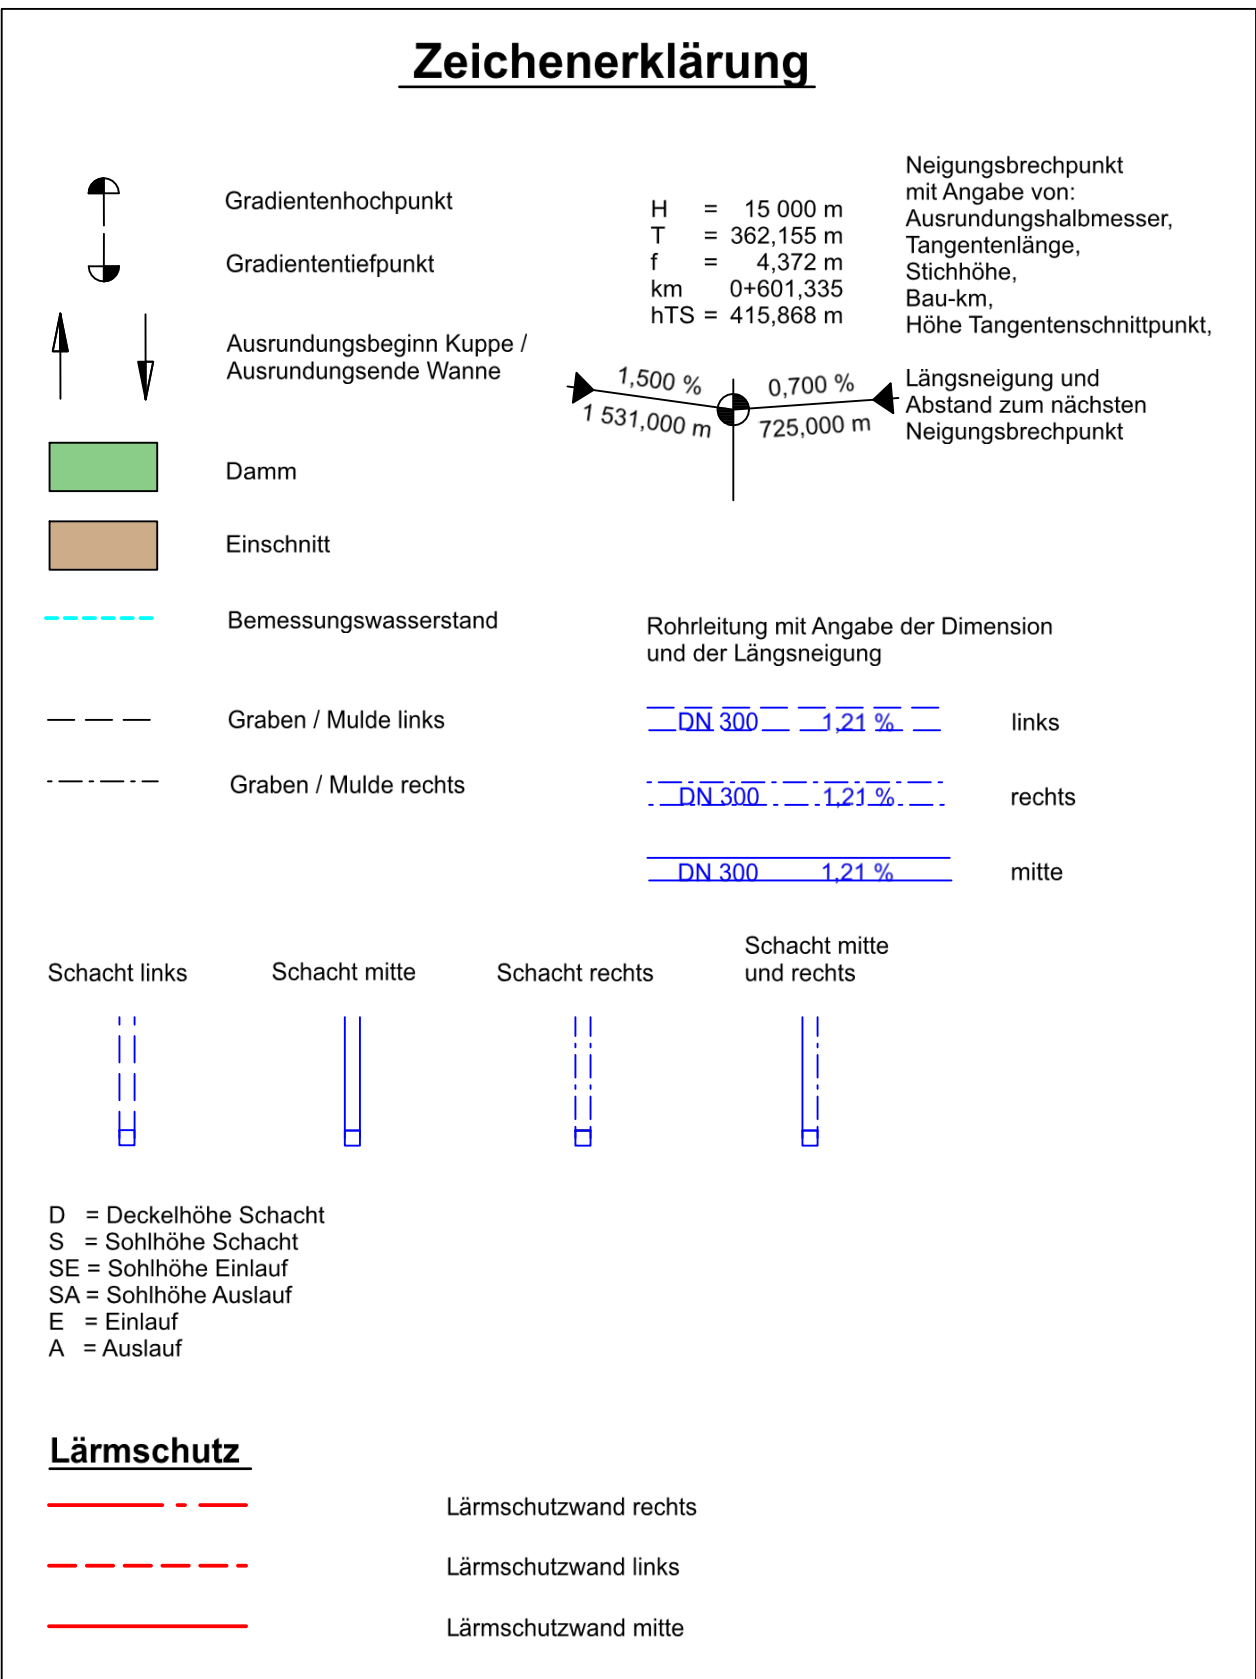 Zeichenerklärung
Gradientenhochpunkt
Gradiententiefpunkt
Ausrundungsbeginn Kuppe /
Ausrundungsende Wanne
Damm
Einschnitt
Bemessungswasserstand
Graben / Mulde links
Graben / Mulde rechts
H = 15 000 m
T = 362,155 m
f = 4,372 m
km 0+601,335
hTS = 415,868 m
Neigungsbrechpunkt
mit Angabe von:
Ausrundungshalbmesser,
Tangentenlänge,
Stichhöhe,
Bau-km,
Höhe Tangentenschnittpunkt,
1,500 %
0,700 %
1 531,000 m
725,000 m
Längsneigung und
Abstand zum nächsten
Neigungsbrechpunkt
Rohrleitung mit Angabe der Dimension
und der Längsneigung
DN 300 1,21 % links
DN 300 1,21 % rechts
DN 300 1,21 % mitte
Schacht links
Schacht mitte
Schacht rechts
Schacht mitte
und rechts
D = Deckelhöhe Schacht
S = Sohlhöhe Schacht
SE = Sohlhöhe Einlauf
SA = Sohlhöhe Auslauf
E = Einlauf
A = Auslauf
Lärmschutz
Lärmschutzwand rechts
Lärmschutzwand links
Lärmschutzwand mitte